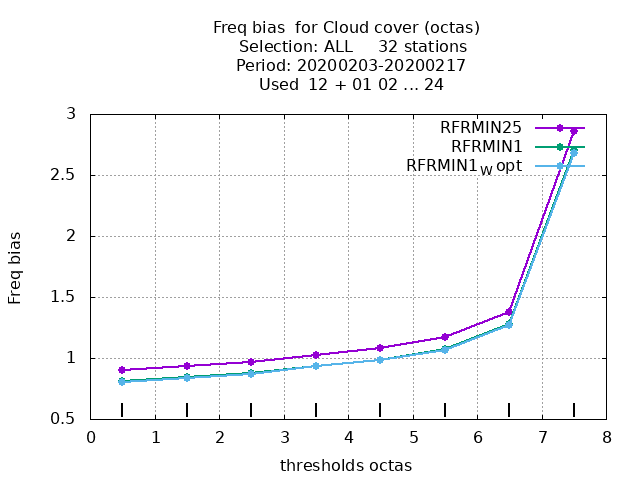 Freq bias  for Cloud cover (octas)
Selection: ALL     32 stations
Period: 20200203-20200217
Used  12 + 01 02 ... 24
RFRMIN25
RFRMIN1
RFRMIN1W opt
3
2.5
2
1.5
1
0.5
Freq bias
0 1 2 3 4 5 6 7 8
thresholds octas